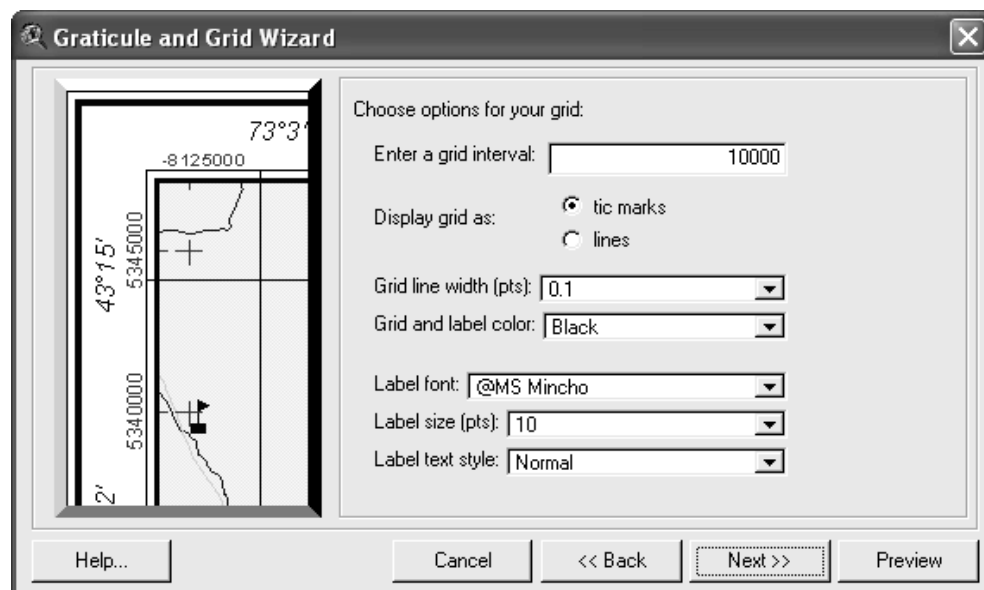 Graticule and Grid Wizard
73°3'
-8125000
43°15'
5345000
5340000
2'
Choose options for your grid:
Enter a grid interval: 10000
Display grid as:
tic marks
lines
Grid line width (pts): 0.1
Grid and label color: Black
Label font: @MS Mincho
Label size (pts): 10
Label text style: Normal
Help... Cancel << Back Next >> Preview